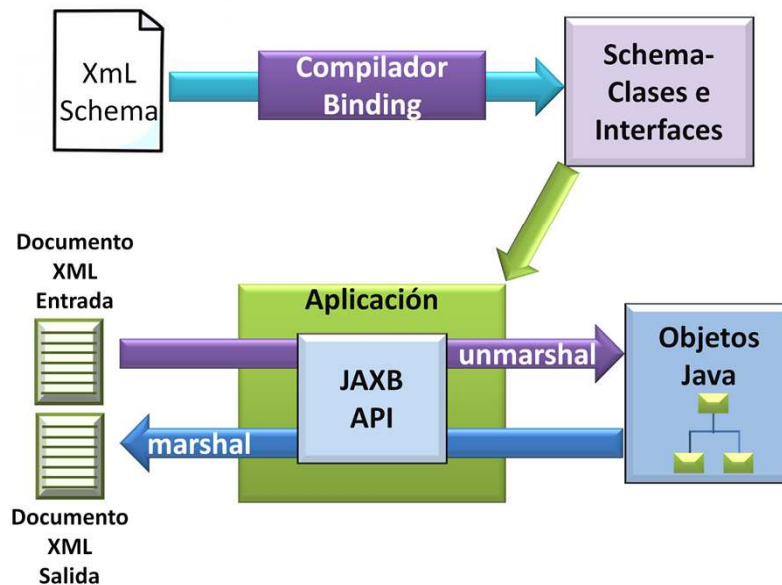 XmL
Schema
Compilador
Binding
Schema-
Clases e
Interfaces
Documento
XML
Entrada
Aplicación
unmarshal
JAXB
API
Objetos
Java
marshal
Documento
XML
Salida